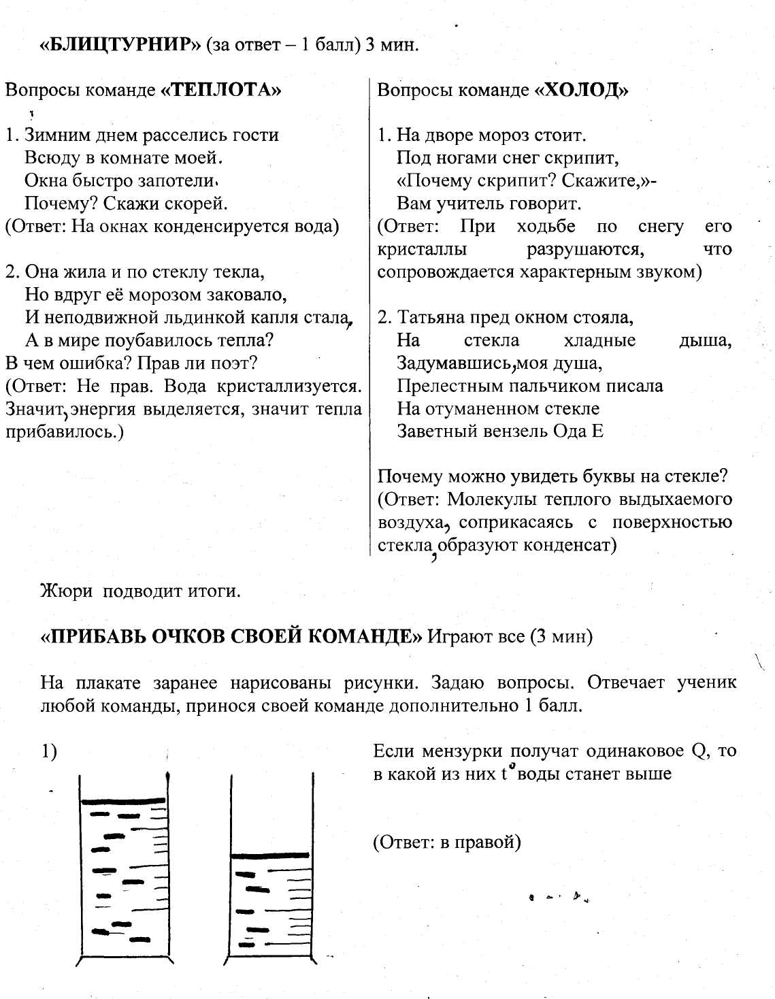 «БЛИЦТУРНИР» (за ответ – 1 балл) 3 мин.
Вопросы команде «ТЕПЛОТА»
1. Зимним днем расселись гости
Всюду в комнате моей.
Окна быстро запотели.
Почему? Скажи скорей.
(Ответ: На окнах конденсируется вода)
2. Она жила и по стеклу текла,
Но вдруг её морозом заковало,
И неподвижной льдинкой капля стала,
А в мире поубавилось тепла?
В чем ошибка? Прав ли поэт?
(Ответ: Не прав. Вода кристаллизуется.
Значит, энергия выделяется, значит тепла
прибавилось.)
Вопросы команде «ХОЛОД»
1. На дворе мороз стоит.
Под ногами снег скрипит,
«Почему скрипит? Скажите,»-
Вам учитель говорит.
(Ответ: При ходьбе по снегу его
кристаллы разрушаются, что
сопровождается характерным звуком)
2. Татьяна пред окном стояла,
На стекла хладные дыша,
Задумавшись, моя душа,
Прелестным пальчиком писала
На отуманенном стекле
Заветный вензель Ода Е
Почему можно увидеть буквы на стекле?
(Ответ: Молекулы теплого выдыхаемого
воздуха, соприкасаясь с поверхностью
стекла, образуют конденсат)
Жюри подводит итоги.
«ПРИБАВЬ ОЧКОВ СВОЕЙ КОМАНДЕ» Играют все (3 мин)
На плакате заранее нарисованы рисунки. Задаю вопросы. Отвечает ученик
любой команды, принося своей команде дополнительно 1 балл.
1)
Если мензурки получат одинаковое Q, то
в какой из них t° воды станет выше
(Ответ: в правой)